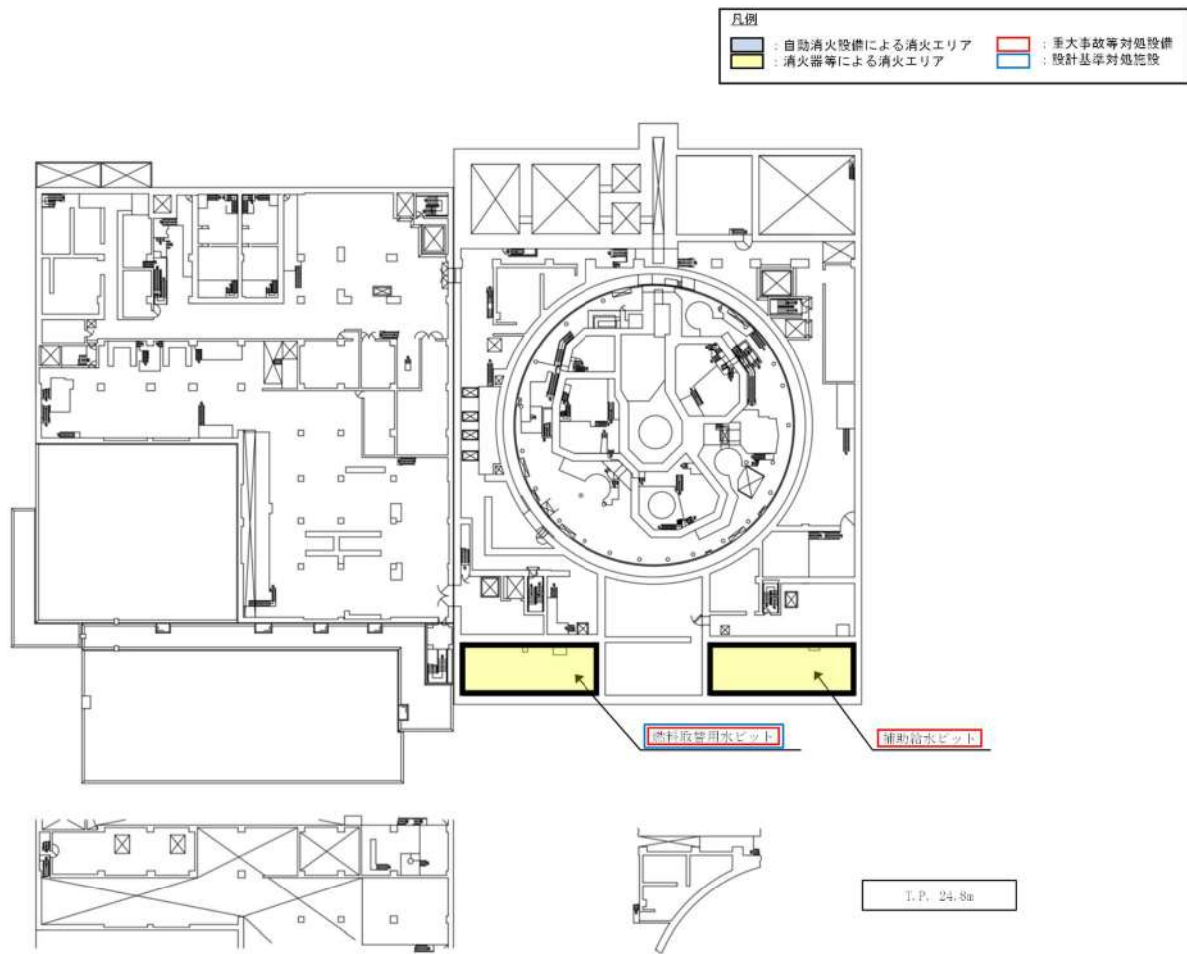 凡例
：自動消火設備による消火エリア
：重大事故等対処設備
：消火器等による消火エリア
：設計基準対処施設
燃料取替用水ピット
補助給水ピット
T.P. 24.8m